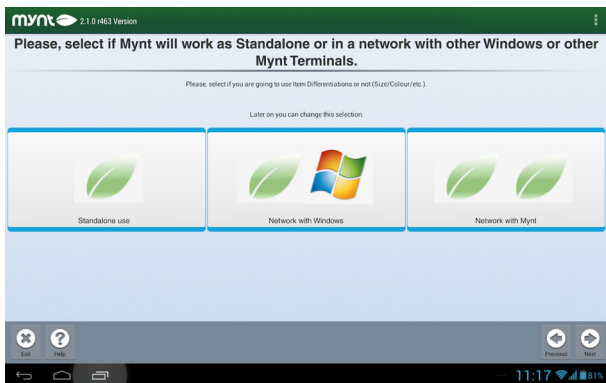 mynt 2.1.0 r463 Version
Please, select if Mynt will work as Standalone or in a network with other Windows or other
Mynt Terminals.
Please, select if you are going to use Item Differentiations or not (Size/Colour/etc.).
Later on you can change this selection.
Standalone use
Network with Windows
Network with Mynt
Exit
Help
Previous
Next
11:17
81%